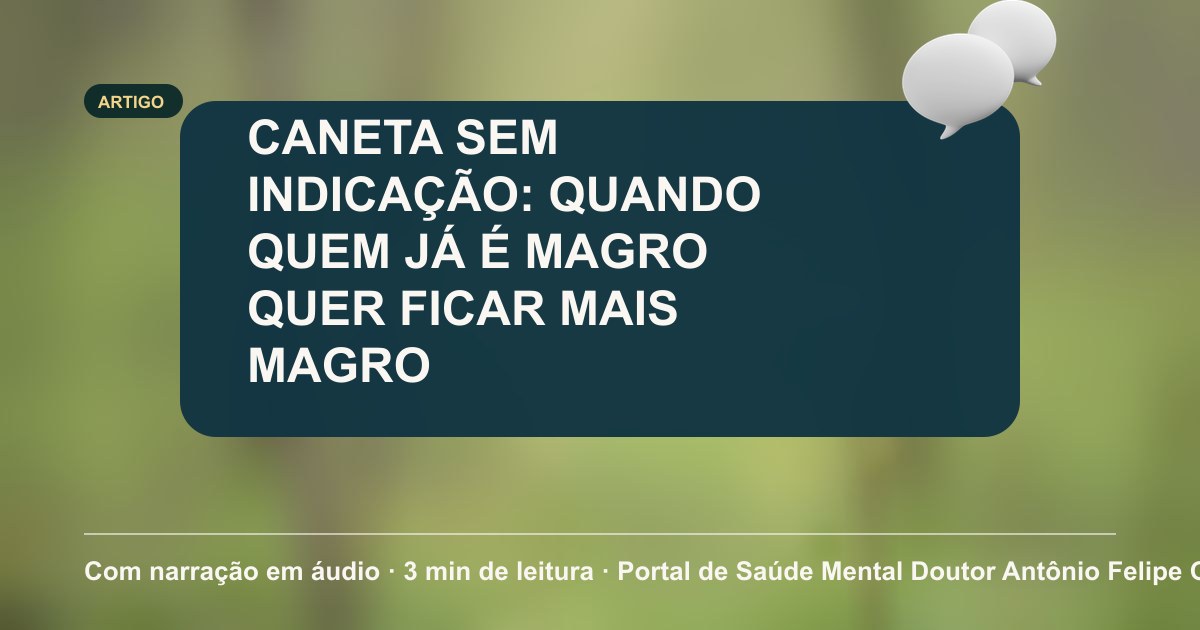 ARTIGO
CANETA SEM
INDICAÇÃO: QUANDO
QUEM JÁ É MAGRO
QUER FICAR MAIS
MAGRO
Com narração em áudio · 3 min de leitura · Portal de Saúde Mental Doutor Antônio Felipe